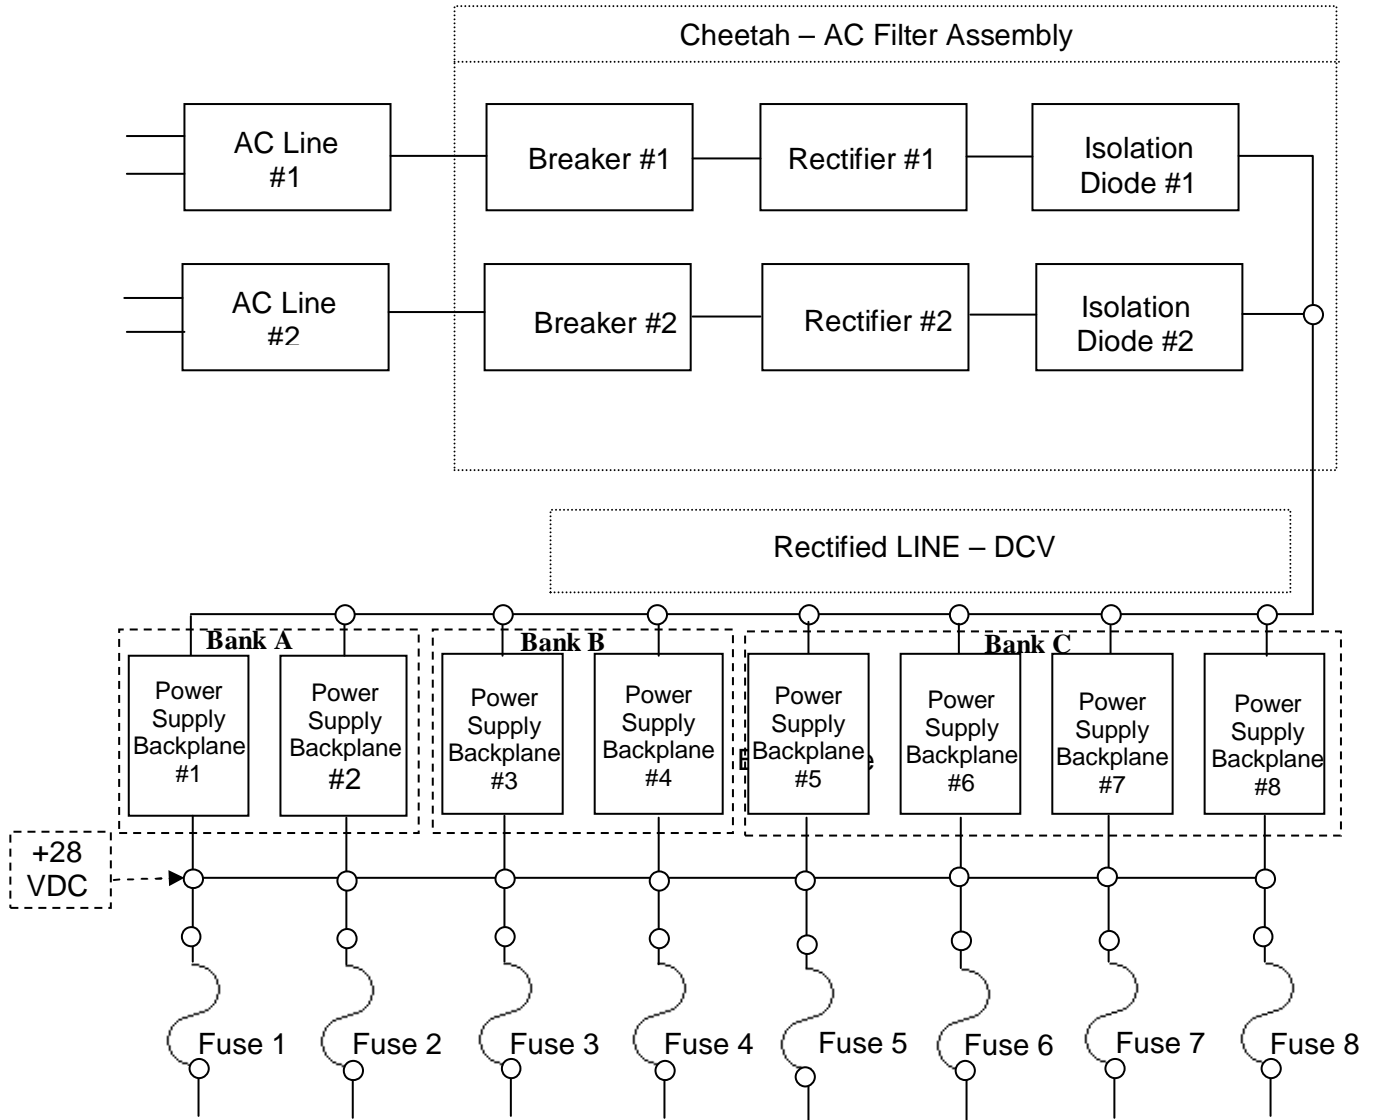 Cheetah – AC Filter Assembly
AC Line
#1
Breaker #1
Rectifier #1
Isolation
Diode #1
AC Line
#2
Breaker #2
Rectifier #2
Isolation
Diode #2
Rectified LINE – DCV
Bank A
Bank B
Bank C
Power
Supply
Backplane
#1
Power
Supply
Backplane
#2
Power
Supply
Backplane
#3
Power
Supply
Backplane
#4
Power
Supply
Backplane
#5
Power
Supply
Backplane
#6
Power
Supply
Backplane
#7
Power
Supply
Backplane
#8
+28
VDC
Fuse 1
Fuse 2
Fuse 3
Fuse 4
Fuse 5
Fuse 6
Fuse 7
Fuse 8